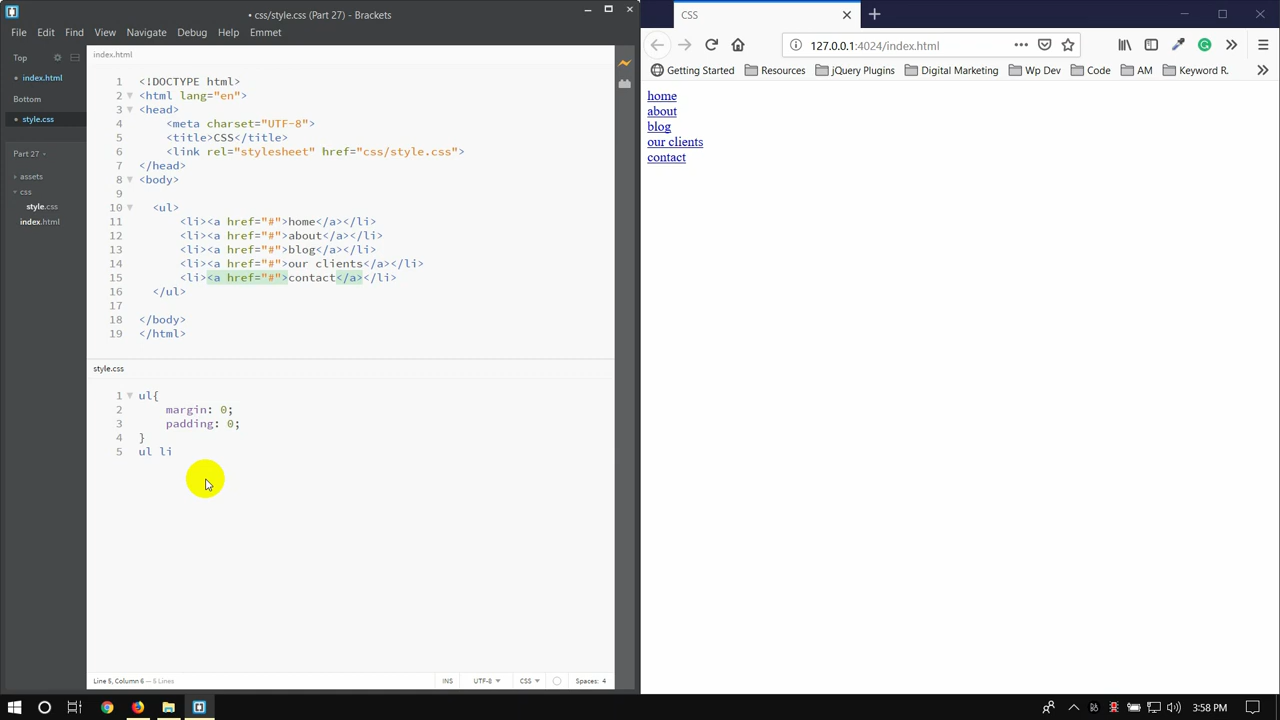 • css/style.css (Part 27) - Brackets
File Edit Find View Navigate Debug Help Emmet
Top
index.html
Bottom
style.css
Part 27
assets
css
style.css
index.html
index.html
1 <!DOCTYPE html>
2 <html lang="en">
3 <head>
4 <meta charset="UTF-8">
5 <title>CSS</title>
6 <link rel="stylesheet" href="css/style.css">
7 </head>
8 <body>
9
10 <ul>
11 <li><a href="#">home</a></li>
12 <li><a href="#">about</a></li>
13 <li><a href="#">blog</a></li>
14 <li><a href="#">our clients</a></li>
15 <li><a href="#">contact</a></li>
16 </ul>
17
18 </body>
19 </html>
style.css
1 ul{
2 margin: 0;
3 padding: 0;
4 }
5 ul li
Line 5, Column 6 — 5 Lines
INS UTF-8 CSS Spaces: 4
CSS
127.0.0.1:4024/index.html
Getting Started Resources jQuery Plugins Digital Marketing Wp Dev Code AM Keyword R.
home
about
blog
our clients
contact
3:58 PM